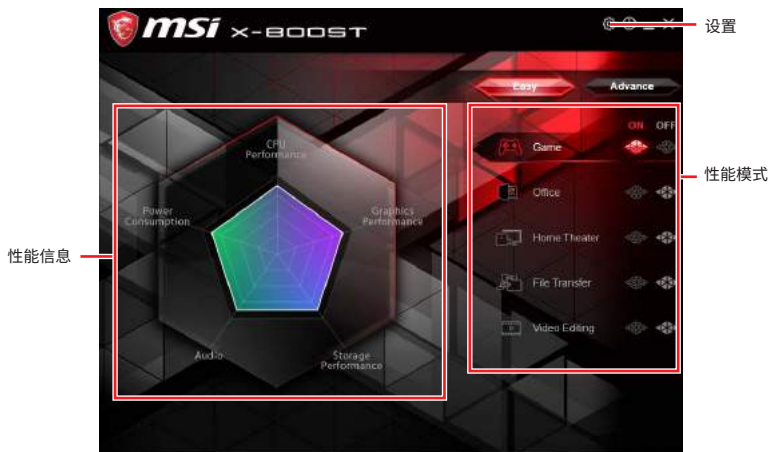 msi X-BOOST
设置
Easy
Advance
ON OFF
Game
性能模式
Office
Home Theater
File Transfer
Video Editing
性能信息
CPU
Performance
Power
Consumption
Graphics
Performance
Audio
Storage
Performance